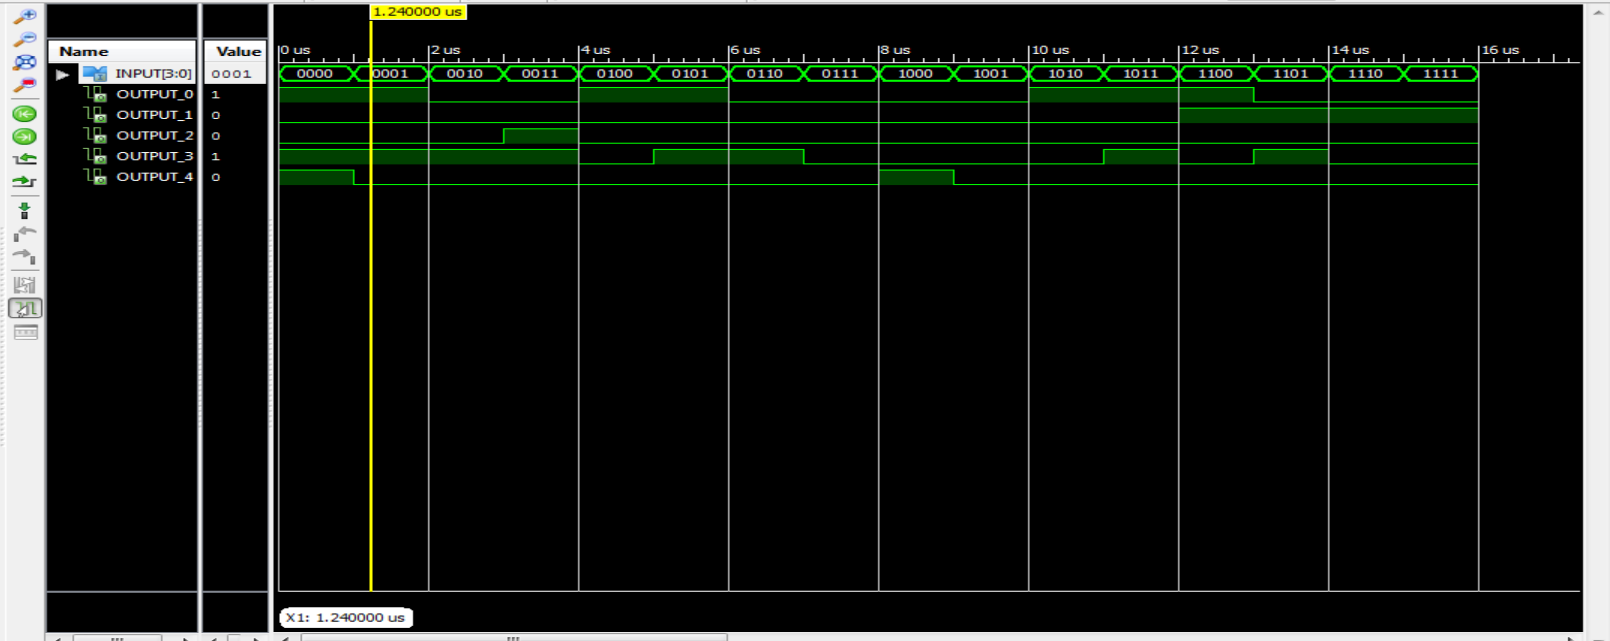 1.240000 us
Name Value 0 us 2 us 4 us 6 us 8 us 10 us 12 us 14 us 16 us
INPUT[3:0] 0001 0000 0001 0010 0011 0100 0101 0110 0111 1000 1001 1010 1011 1100 1101 1110 1111
OUTPUT_0 1
OUTPUT_1 0
OUTPUT_2 0
OUTPUT_3 1
OUTPUT_4 0
X1: 1.240000 us